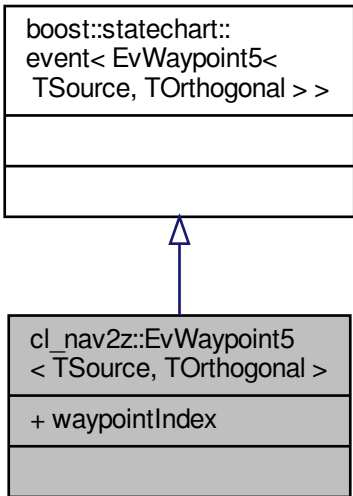 boost::statechart::
event< EvWaypoint5<
TSource, TOrthogonal > >
cl_nav2z::EvWaypoint5
< TSource, TOrthogonal >
+ waypointIndex